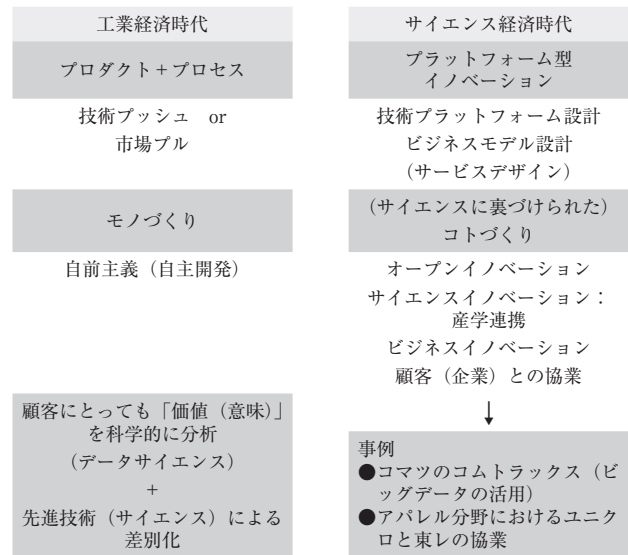 工業経済時代
プロダクト+プロセス
技術プッシュ or
市場プル
モノづくり
自前主義(自主開発)
顧客にとっても「価値(意味)」
を科学的に分析
(データサイエンス)
+
先進技術(サイエンス)による
差別化
サイエンス経済時代
プラットフォーム型
イノベーション
技術プラットフォーム設計
ビジネスモデル設計
(サービスデザイン)
(サイエンスに裏づけられた)
コトづくり
オープンイノベーション
サイエンスイノベーション:
産学連携
ビジネスイノベーション
顧客(企業)との協業
↓
事例
●コマツのコムトラックス(ビ
ッグデータの活用)
●アパレル分野におけるユニク
ロと東レの協業